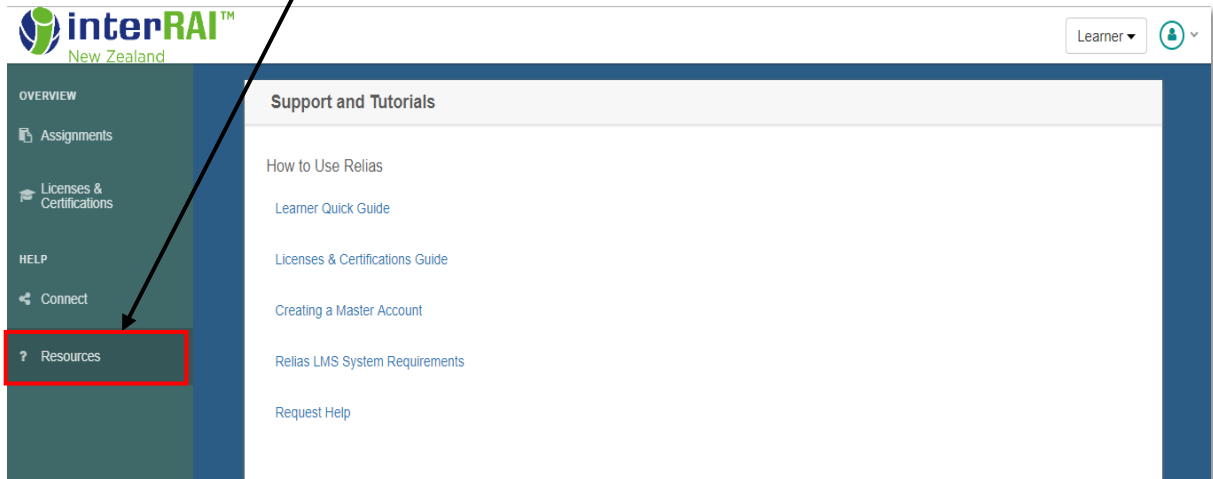 interRAI™
New Zealand
Learner
OVERVIEW
Assignments
Licenses &
Certifications
HELP
Connect
? Resources
Support and Tutorials
How to Use Relias
Learner Quick Guide
Licenses & Certifications Guide
Creating a Master Account
Relias LMS System Requirements
Request Help